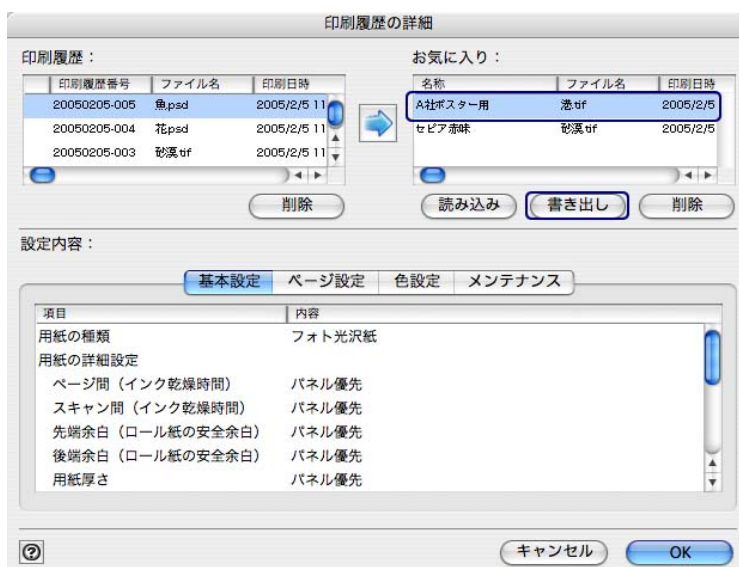 印刷履歴の詳細
印刷履歴：
印刷履歴番号 ファイル名 印刷日時
20050205-005 魚.psd 2005/2/5 11
20050205-004 花.psd 2005/2/5 11
20050205-003 砂漠.tif 2005/2/5 11
削除
お気に入り：
名称 ファイル名 印刷日時
A社ポスター用 港.tif 2005/2/5
セピア赤味 砂漠.tif 2005/2/5
読み込み 書き出し 削除
設定内容：
基本設定 ページ設定 色設定 メンテナンス
項目 内容
用紙の種類 フォト光沢紙
用紙の詳細設定
ページ間（インク乾燥時間） パネル優先
スキャン間（インク乾燥時間） パネル優先
先端余白（ロール紙の安全余白） パネル優先
後端余白（ロール紙の安全余白） パネル優先
用紙厚さ パネル優先
? キャンセル OK